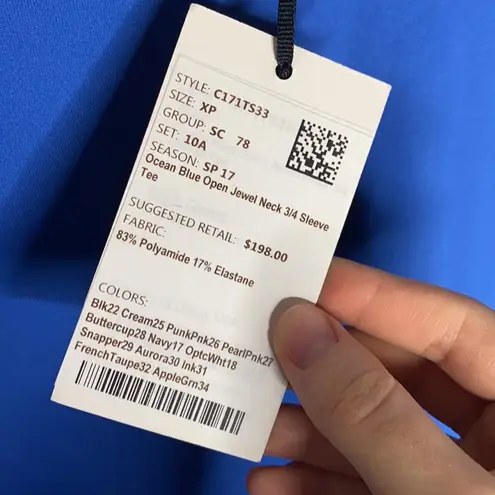 STYLE: C171TS33
SIZE: XP
GROUP: SC 78
SET: 10A
SEASON: SP 17
Ocean Blue Open Jewel Neck 3/4 Sleeve
Tee
SUGGESTED RETAIL: $198.00
FABRIC:
83% Polyamide 17% Elastane
COLORS:
Blk22 Cream25 PunkPnk26 PearlPnk27
Buttercup28 Navy17 OptcWht18
Snapper29 Aurora30 Ink31
FrenchTaupe32 AppleGrn34